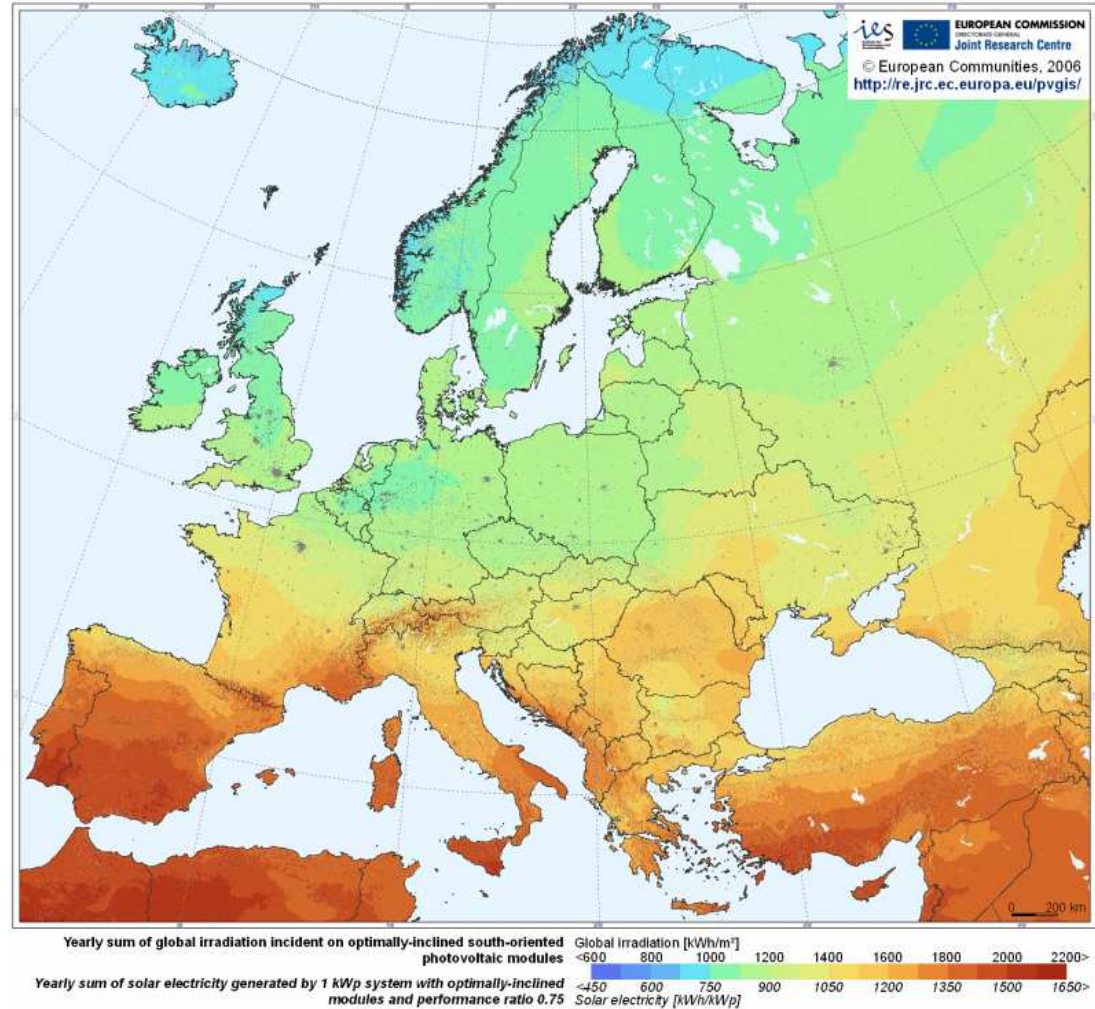 ies
EUROPEAN COMMISSION
DIRECTORATE-GENERAL
Joint Research Centre
© European Communities, 2006
http://re.jrc.ec.europa.eu/pvgis/
0 200 km
Yearly sum of global irradiation incident on optimally-inclined south-oriented
photovoltaic modules
Global irradiation [kWh/m²]
<600 800 1000 1200 1400 1600 1800 2000 2200>
<450 600 750 900 1050 1200 1350 1500 1650>
Yearly sum of solar electricity generated by 1 kWp system with optimally-inclined
modules and performance ratio 0.75
Solar electricity [kWh/kWp]